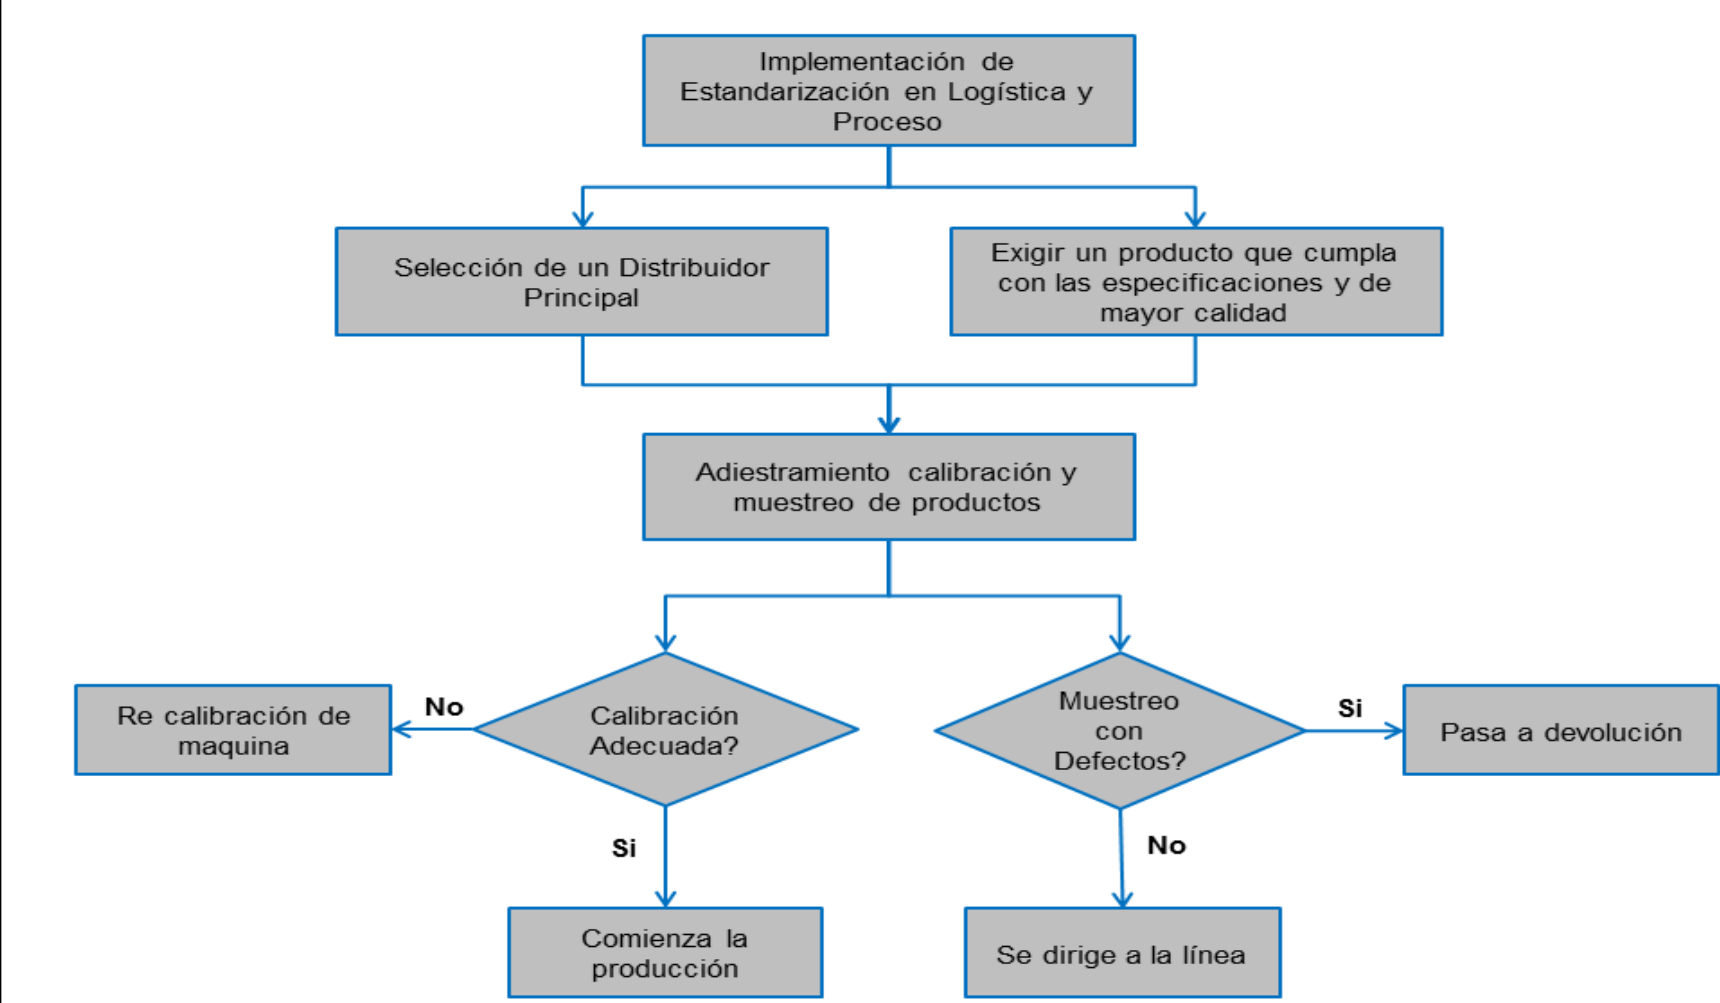 Implementación de
Estandarización en Logística y
Proceso
Selección de un Distribuidor
Principal
Exigir un producto que cumpla
con las especificaciones y de
mayor calidad
Adiestramiento calibración y
muestreo de productos
Re calibración de
maquina
No
Calibración
Adecuada?
Muestreo
con
Defectos?
Si
Pasa a devolución
Si
No
Comienza la
producción
Se dirige a la línea